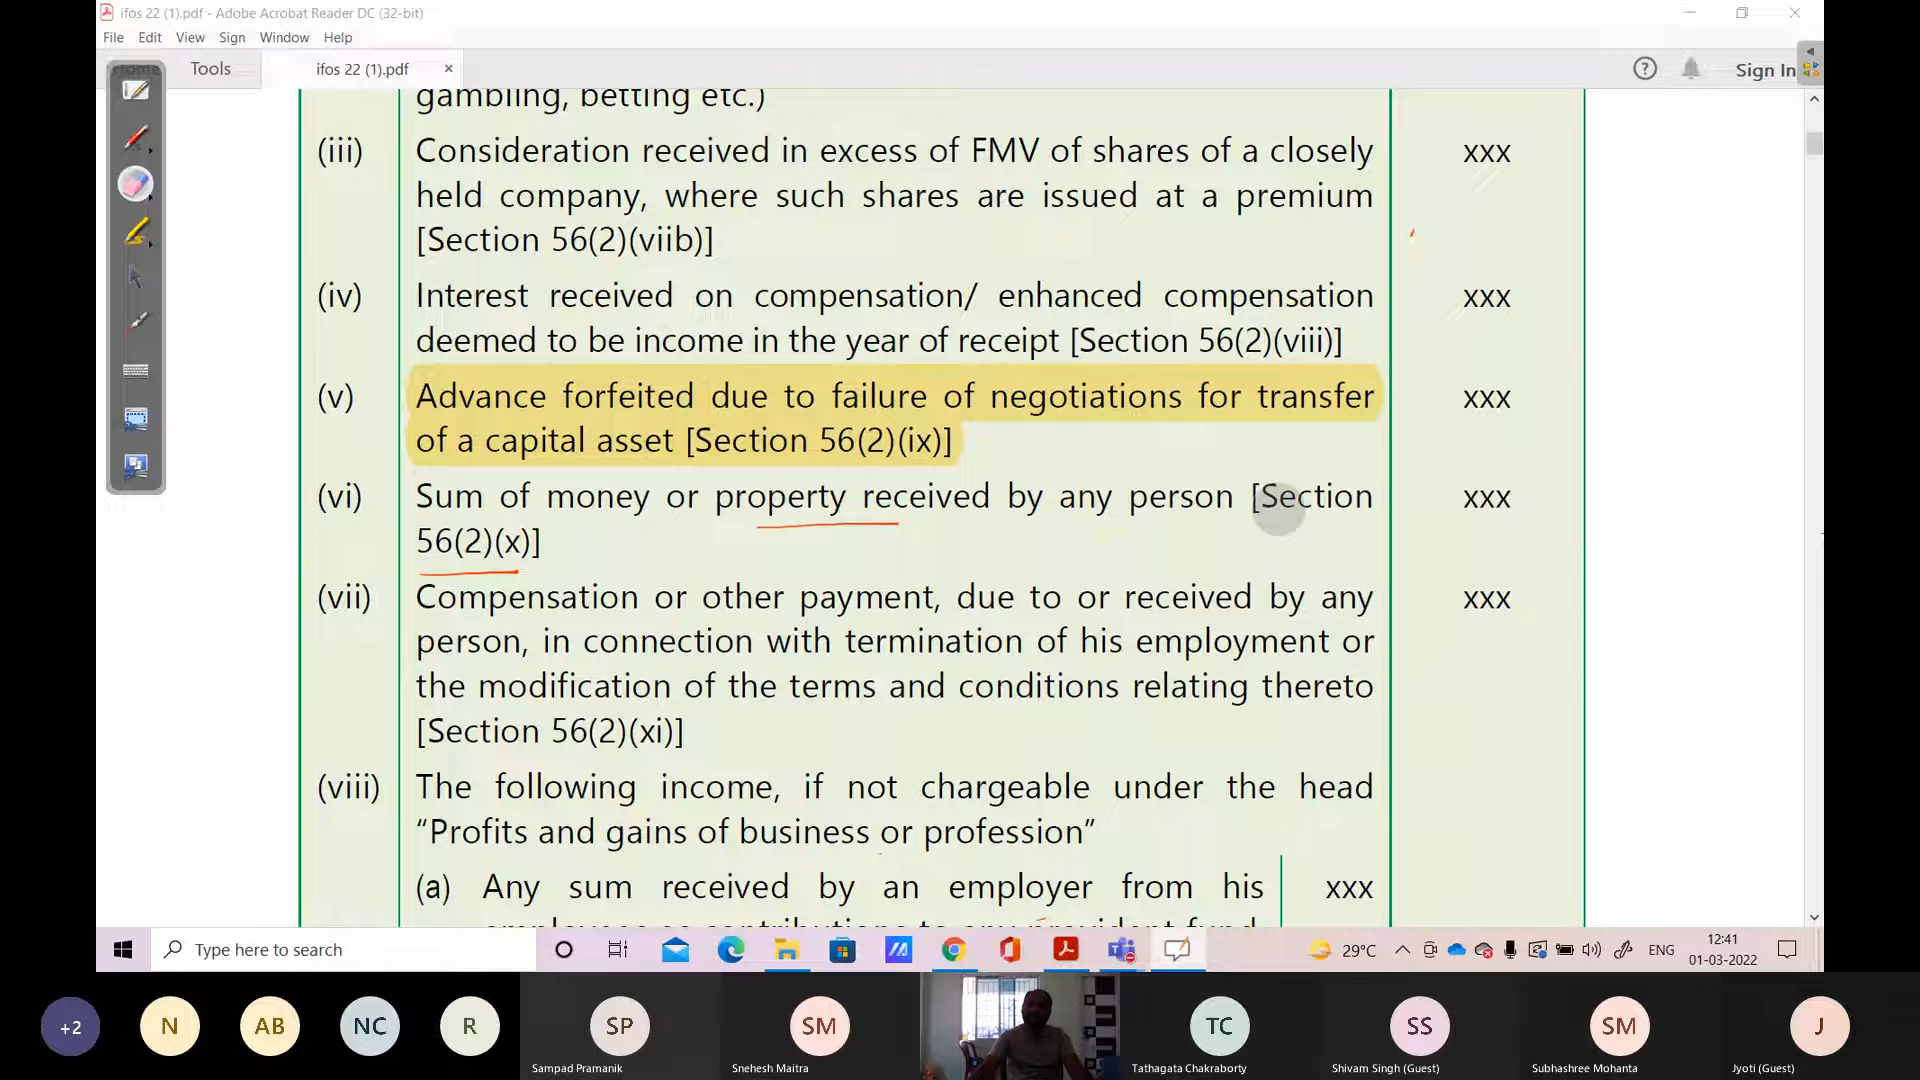 ifos 22 (1).pdf - Adobe Acrobat Reader DC (32-bit)
File Edit View Sign Window Help
Home Tools ifos 22 (1).pdf × Sign In
gambling, betting etc.)
(iii) Consideration received in excess of FMV of shares of a closely xxx
held company, where such shares are issued at a premium
[Section 56(2)(viib)]
(iv) Interest received on compensation/ enhanced compensation xxx
deemed to be income in the year of receipt [Section 56(2)(viii)]
(v) Advance forfeited due to failure of negotiations for transfer xxx
of a capital asset [Section 56(2)(ix)]
(vi) Sum of money or property received by any person [Section xxx
56(2)(x)]
(vii) Compensation or other payment, due to or received by any xxx
person, in connection with termination of his employment or
the modification of the terms and conditions relating thereto
[Section 56(2)(xi)]
(viii) The following income, if not chargeable under the head
“Profits and gains of business or profession”
(a) Any sum received by an employer from his xxx
employees as contributions to any provident fund
Type here to search 29°C ENG 12:41
01-03-2022
+2 N AB NC R SP SM TC SS SM J
Sampad Pramanik Snehesh Maitra Tathagata Chakraborty Shivam Singh (Guest) Subhashree Mohanta Jyoti (Guest)